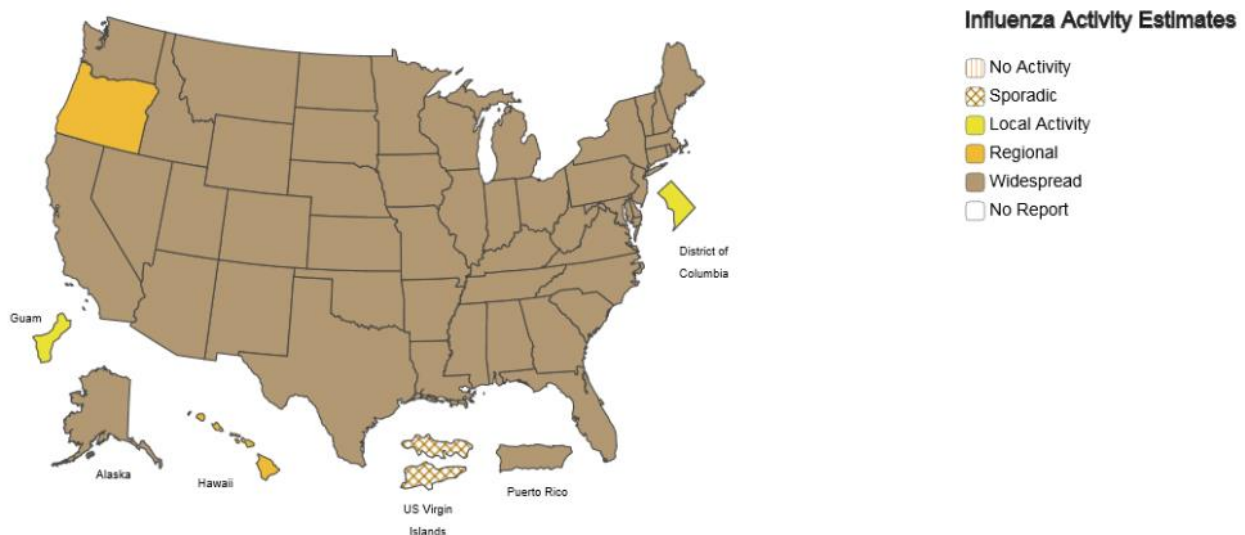 Influenza Activity Estimates
No Activity
Sporadic
Local Activity
Regional
Widespread
No Report
District of
Columbia
Guam
Alaska
Hawaii
US Virgin
Islands
Puerto Rico